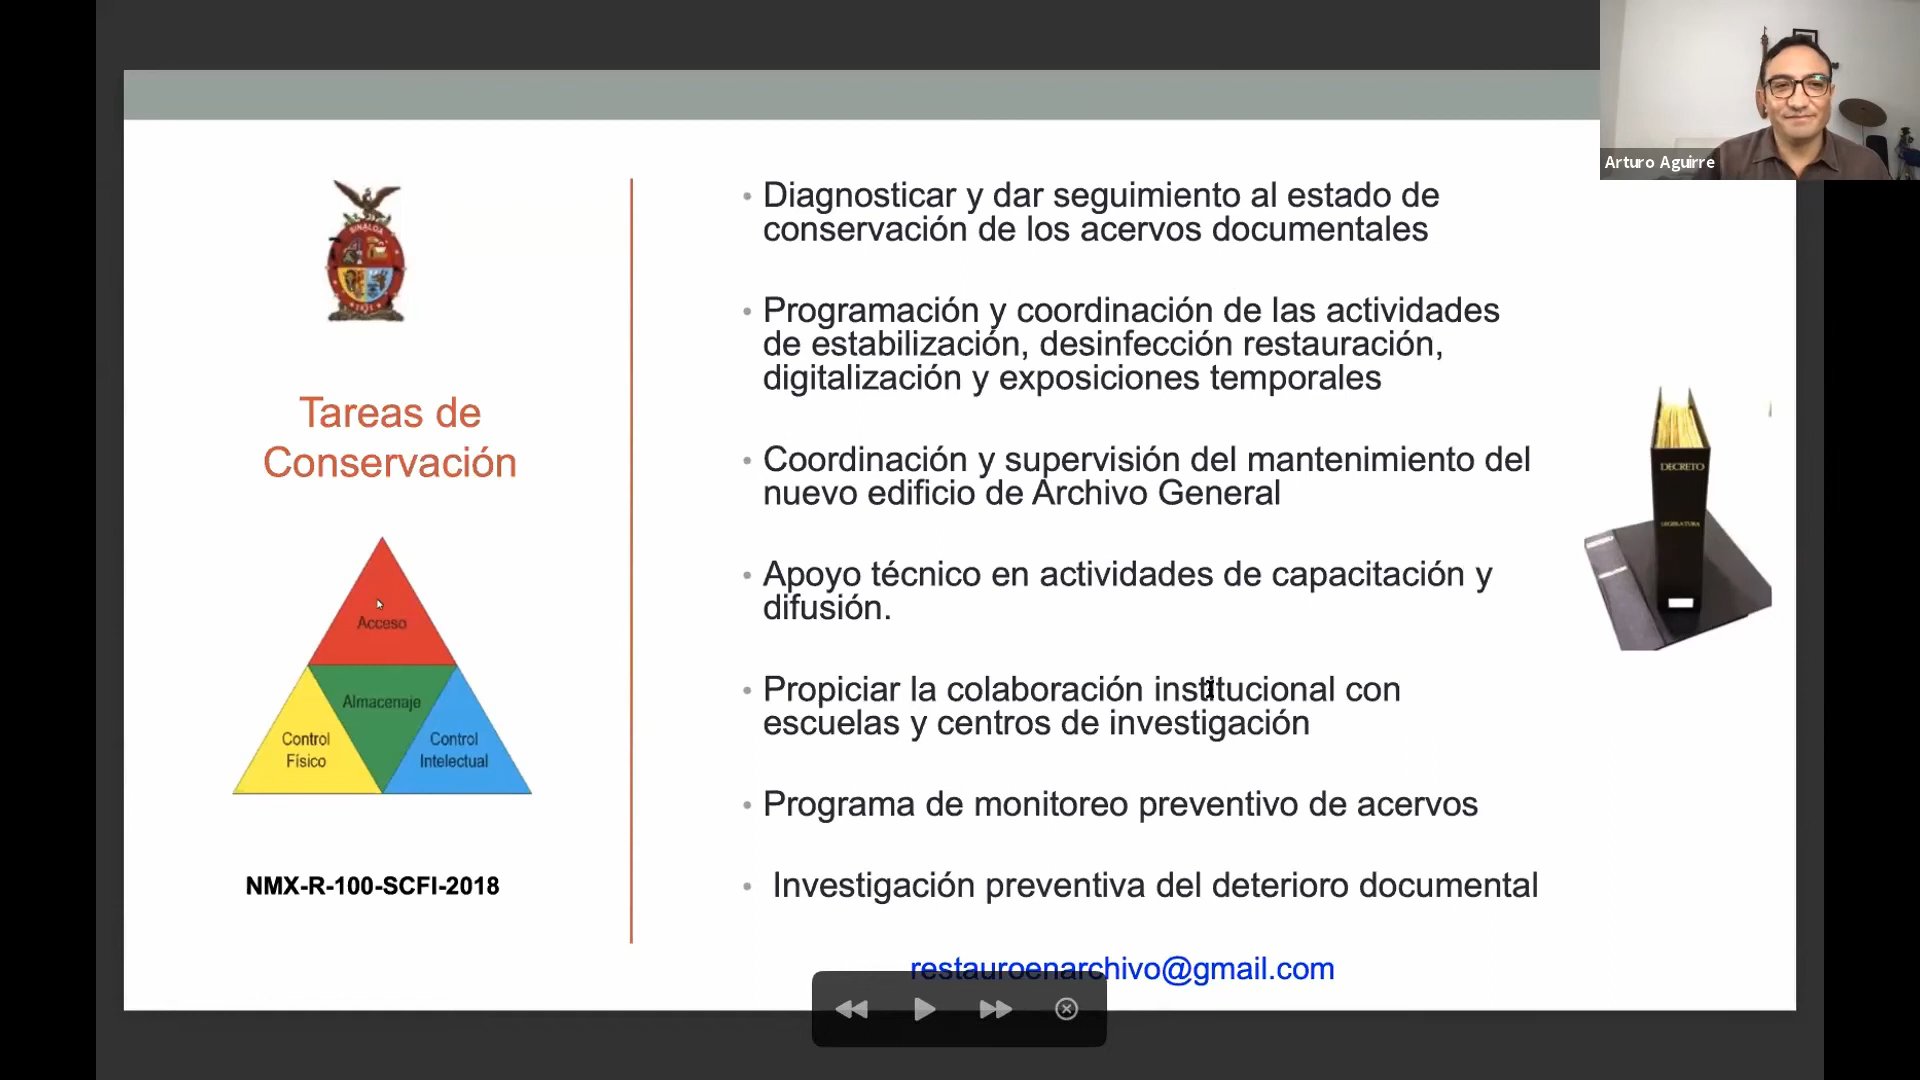 Arturo Aguirre
SINALOA
Tareas de
Conservación
Acceso
Almacenaje
Control
Físico
Control
Intelectual
NMX-R-100-SCFI-2018
• Diagnosticar y dar seguimiento al estado de
conservación de los acervos documentales
• Programación y coordinación de las actividades
de estabilización, desinfección restauración,
digitalización y exposiciones temporales
• Coordinación y supervisión del mantenimiento del
nuevo edificio de Archivo General
• Apoyo técnico en actividades de capacitación y
difusión.
• Propiciar la colaboración institucional con
escuelas y centros de investigación
• Programa de monitoreo preventivo de acervos
• Investigación preventiva del deterioro documental
restauroenarchivo@gmail.com
DECRETO
LEGISLATURA